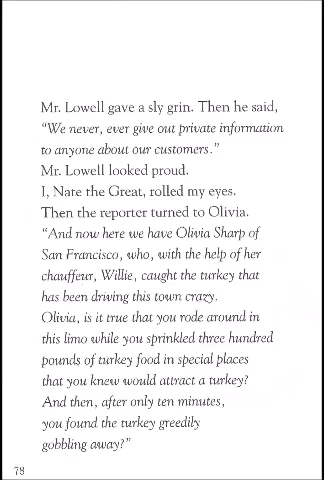 Mr. Lowell gave a sly grin. Then he said,
“We never, ever give out private information
to anyone about our customers.”
Mr. Lowell looked proud.
I, Nate the Great, rolled my eyes.
Then the reporter turned to Olivia.
“And now here we have Olivia Sharp of
San Francisco, who, with the help of her
chauffeur, Willie, caught the turkey that
has been driving this town crazy.
Olivia, is it true that you rode around in
this limo while you sprinkled three hundred
pounds of turkey food in special places
that you knew would attract a turkey?
And then, after only ten minutes,
you found the turkey greedily
gobbling away?”
78